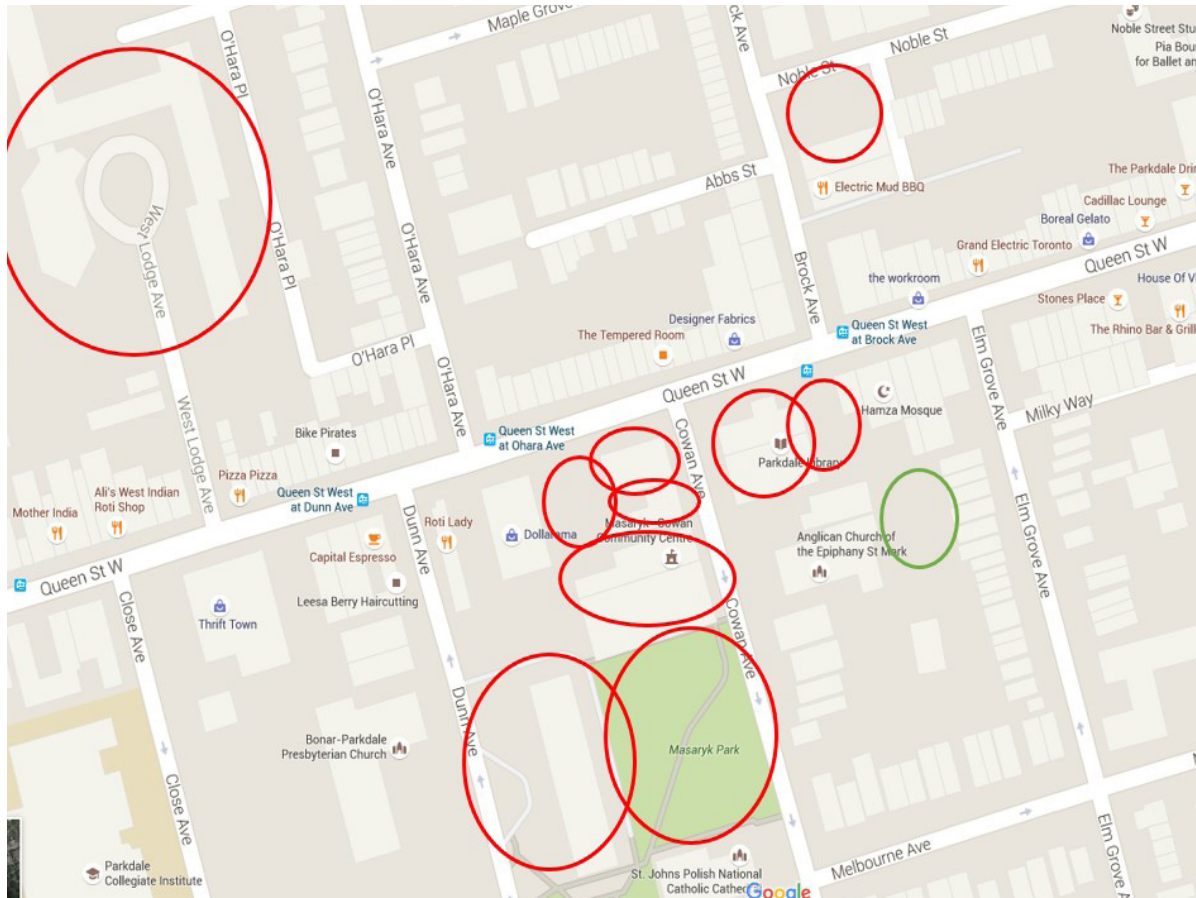 Maple Grove
Noble Street Stu
Pia Bou
for Ballet an
O'Hara Pl
O'Hara Ave
Brock Ave
Noble St
Noble St
Electric Mud BBQ
Abbs St
The Parkdale Drin
Cadillac Lounge
Boreal Gelato
Grand Electric Toronto
Queen St W
West Lodge Ave
O'Hara Pl
O'Hara Ave
Brock Ave
the workroom
House Of V
Stones Place
The Rhino Bar & Grill
Designer Fabrics
The Tempered Room
Queen St West
at Brock Ave
O'Hara Pl
Elm Grove Ave
Queen St W
Hamza Mosque
Milky Way
West Lodge Ave
O'Hara Ave
Bike Pirates
Queen St West
at Ohara Ave
Cowan Ave
Parkdale Library
Pizza Pizza
Ali's West Indian
Roti Shop
Mother India
Queen St West
at Dunn Ave
Roti Lady
Dollarama
Masaryk-Cowan
Community Centre
Anglican Church of
the Epiphany St Mark
Capital Espresso
Dunn Ave
Elm Grove Ave
Queen St W
Leesa Berry Haircutting
Thrift Town
Close Ave
Cowan Ave
Dunn Ave
Bonar-Parkdale
Presbyterian Church
Masaryk Park
Close Ave
Melbourne Ave
Elm Grove Ave
Parkdale
Collegiate Institute
St. Johns Polish National
Catholic Cathed
Google